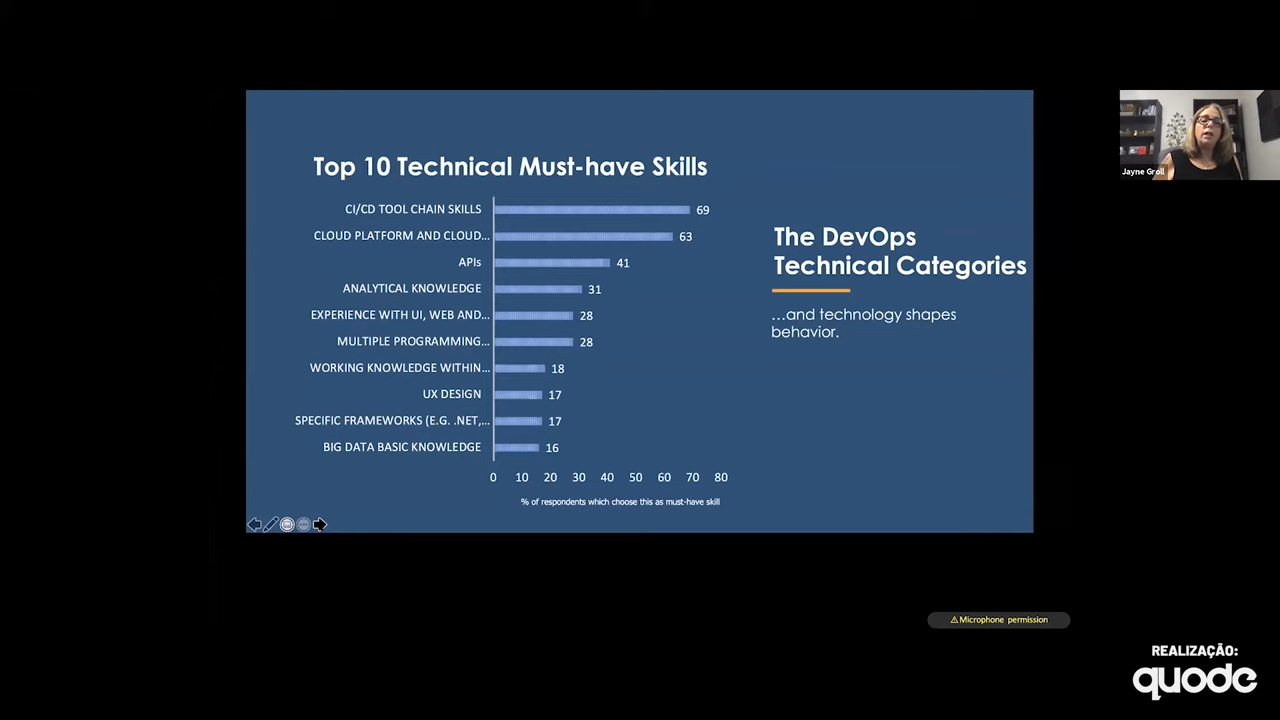 Top 10 Technical Must-have Skills
CI/CD TOOL CHAIN SKILLS 69
CLOUD PLATFORM AND CLOUD... 63
APIs 41
ANALYTICAL KNOWLEDGE 31
EXPERIENCE WITH UI, WEB AND... 28
MULTIPLE PROGRAMMING... 28
WORKING KNOWLEDGE WITHIN... 18
UX DESIGN 17
SPECIFIC FRAMEWORKS (E.G. .NET,... 17
BIG DATA BASIC KNOWLEDGE 16
0 10 20 30 40 50 60 70 80
% of respondents which choose this as must-have skill
The DevOps
Technical Categories
...and technology shapes
behavior.
Jayne Groll
Microphone permission
REALIZAÇÃO:
quode